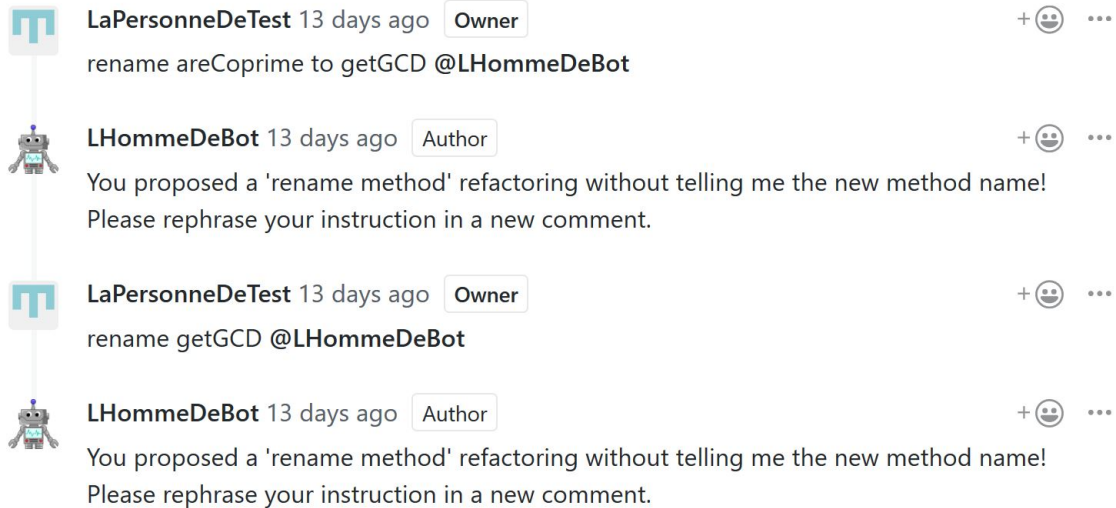 LaPersonneDeTest 13 days ago Owner
rename areCoprime to getGCD @LHommeDeBot
LHommeDeBot 13 days ago Author
You proposed a 'rename method' refactoring without telling me the new method name!
Please rephrase your instruction in a new comment.
LaPersonneDeTest 13 days ago Owner
rename getGCD @LHommeDeBot
LHommeDeBot 13 days ago Author
You proposed a 'rename method' refactoring without telling me the new method name!
Please rephrase your instruction in a new comment.